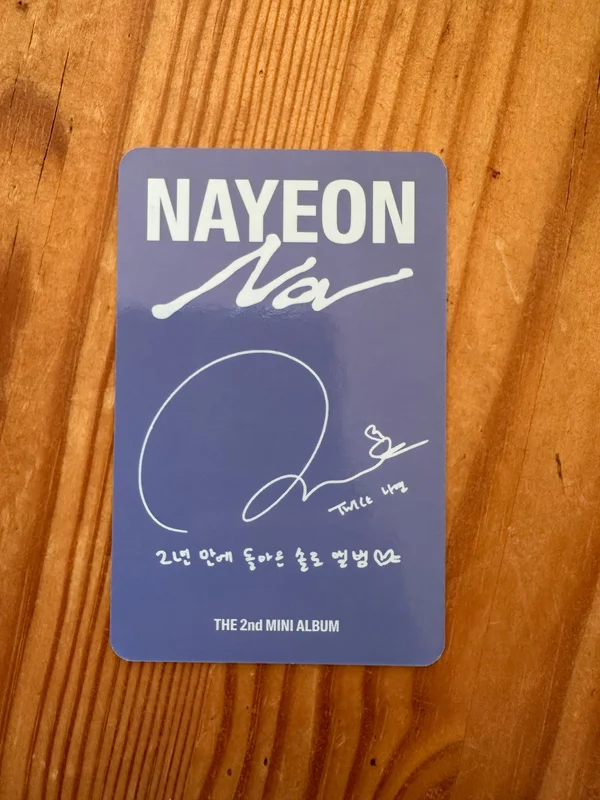 NAYEON
NA
TWICE 나연
2년 만에 돌아온 솔로 앨범
THE 2nd MINI ALBUM